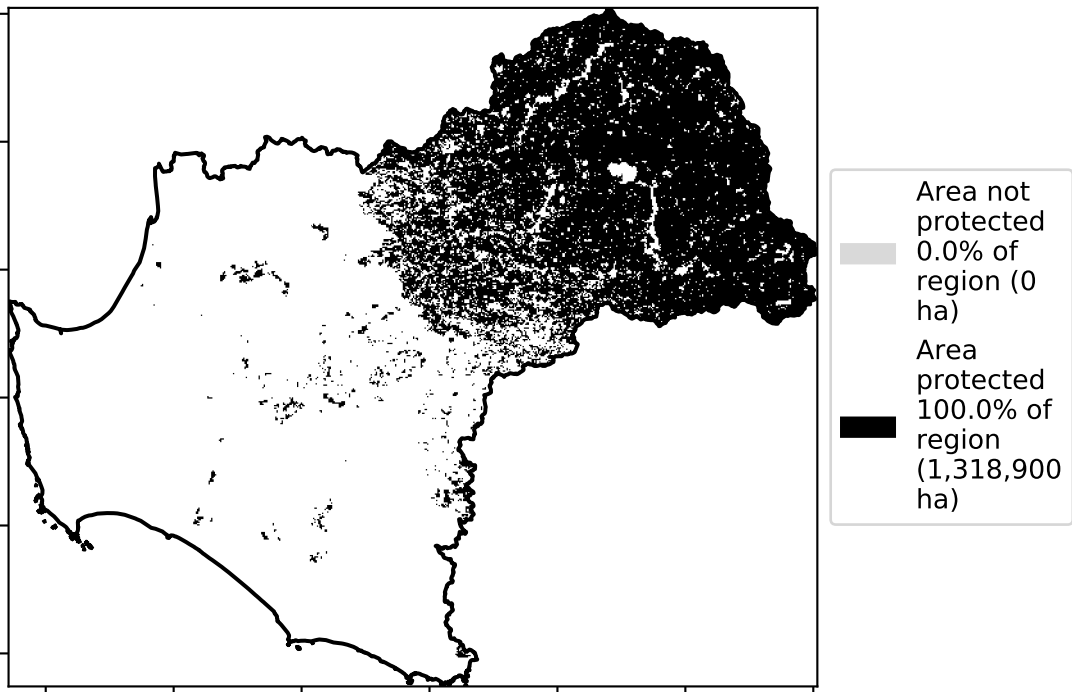 Area not
protected
0.0% of
region (0
ha)
Area
protected
100.0% of
region
(1,318,900
ha)